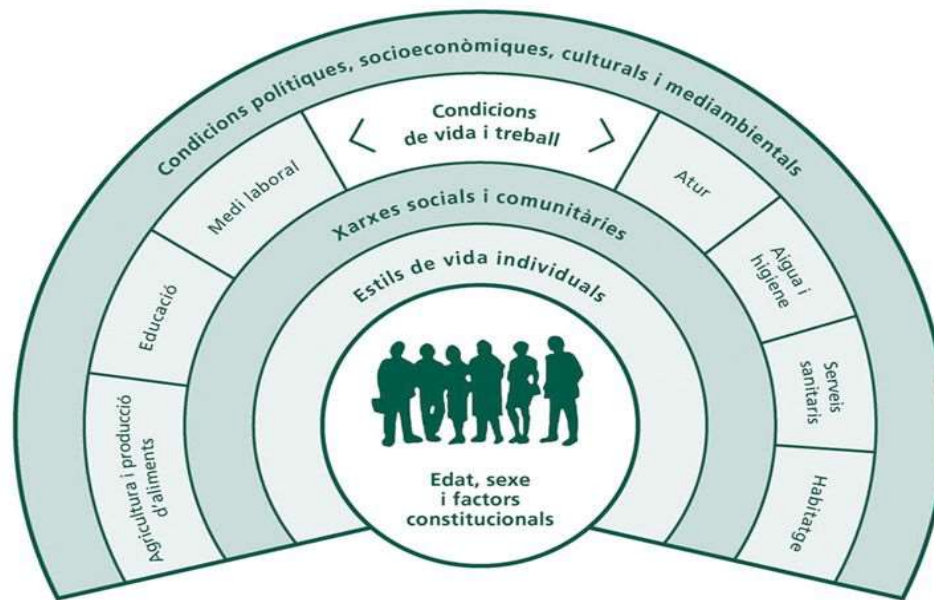 Condicions polítiques, socioeconòmiques, culturals i mediambientals
Condicions
de vida i treball
Agricultura i producció
d'aliments
Educació
Medi laboral
Atur
Aigua i
higiene
Serveis
sanitaris
Habitatge
Xarxes socials i comunitàries
Estils de vida individuals
Edat, sexe
i factors
constitucionals